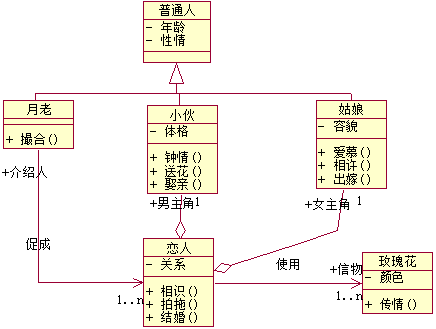 普通人
- 年龄
- 性情
月老
+ 撮合()
小伙
- 体格
+ 钟情()
+ 送花()
+ 娶亲()
姑娘
- 容貌
+ 爱慕()
+ 相许()
+ 出嫁()
+介绍人
+男主角 1
+女主角 1
促成
恋人
- 关系
+ 相识()
+ 拍拖()
+ 结婚()
1..n
使用
+信物
1..n
玫瑰花
- 颜色
+ 传情()